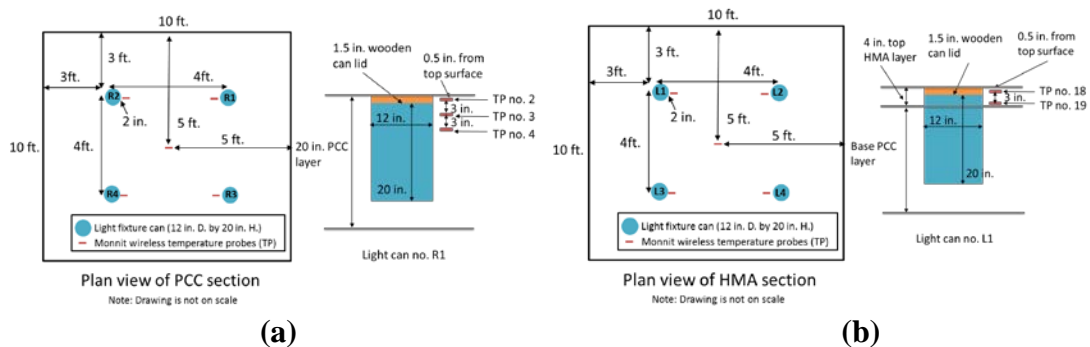 10 ft.
3 ft.
3ft.
4ft.
R2
R1
2 in.
5 ft.
10 ft.
4ft.
5 ft.
R4
R3
Light fixture can (12 in. D. by 20 in. H.)
Monnit wireless temperature probes (TP)
Plan view of PCC section
Note: Drawing is not on scale
1.5 in. wooden
can lid
0.5 in. from
top surface
TP no. 2
3 in.
TP no. 3
3 in.
TP no. 4
12 in.
20 in. PCC
layer
20 in.
Light can no. R1
(a)
10 ft.
3 ft.
3ft.
4ft.
L1
L2
2 in.
5 ft.
10 ft.
4ft.
5 ft.
L3
L4
Light fixture can (12 in. D. by 20 in. H.)
Monnit wireless temperature probes (TP)
Plan view of HMA section
Note: Drawing is not on scale
4 in. top
HMA
layer
1.5 in. wooden
can lid
0.5 in. from
top surface
TP no. 18
3 in.
TP no. 19
12 in.
Base PCC
layer
20 in.
Light can no. L1
(b)